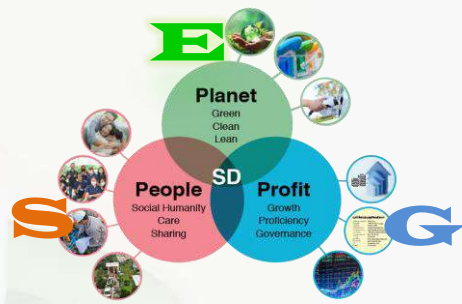 E
Planet
Green
Clean
Lean
SD
People
Social Humanity
Care
Sharing
Profit
Growth
Proficiency
Governance
S
G